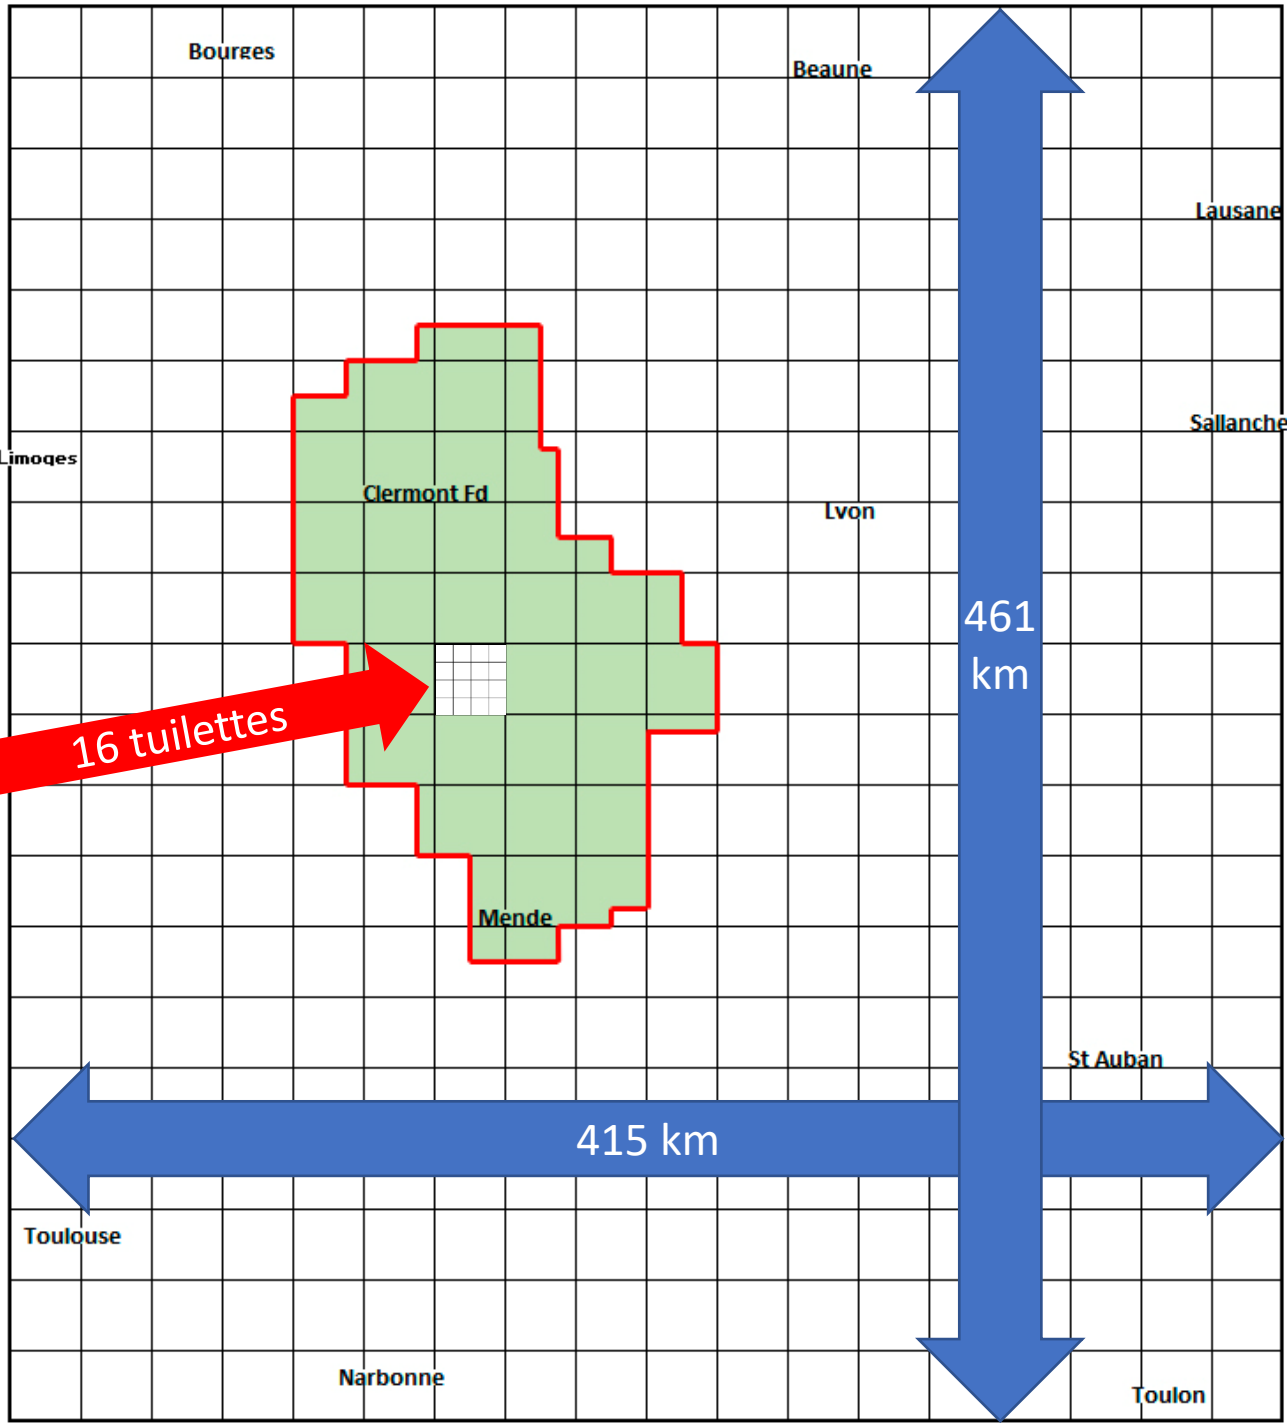 Bourges
Beaune
Lausane
Sallanche
Limoges
Clermont Fd
Lvon
461
km
16 tuilettes
Mende
St Auban
415 km
Toulouse
Narbonne
Toulon